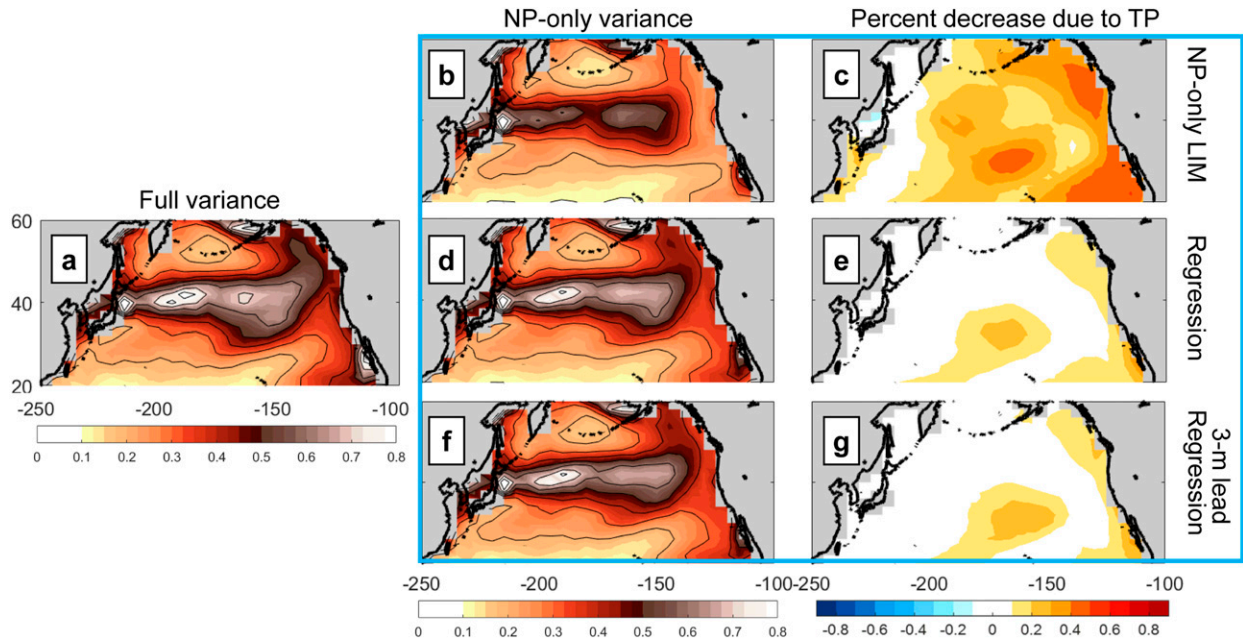 NP-only variance
Percent decrease due to TP
b
c
NP-only LIM
Full variance
60
a
40
20
-250 -200 -150 -100
0 0.1 0.2 0.3 0.4 0.5 0.6 0.7 0.8
d
e
Regression
f
g
3-m lead
Regression
-250 -200 -150 -100
-200 -150 -100
0 0.1 0.2 0.3 0.4 0.5 0.6 0.7 0.8
-0.8 -0.6 -0.4 -0.2 0 0.2 0.4 0.6 0.8